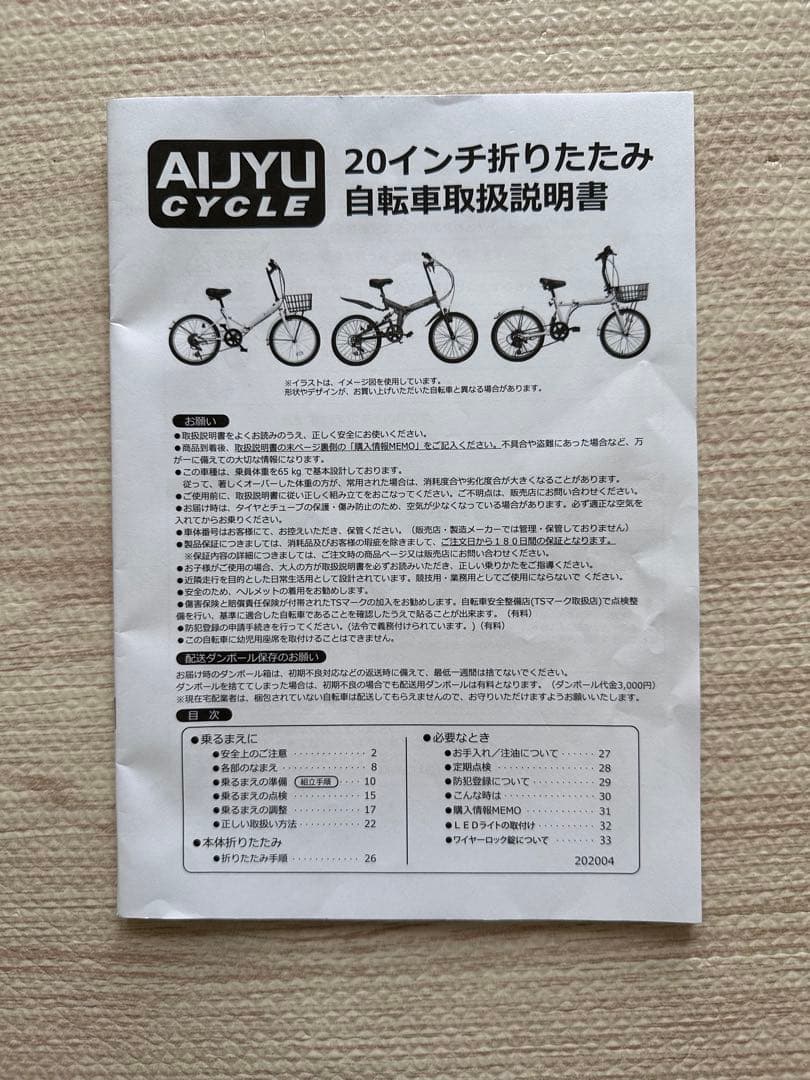 AIJYU
CYCLE
20インチ折りたたみ
自転車取扱説明書
※イラストは、イメージ図を使用しています。
形状やデザインが、お買い上げいただいた自転車と異なる場合があります。
お願い
●取扱説明書をよくお読みのうえ、正しく安全にお使いください。
●商品到着後、取扱説明書の末ページ裏側の「購入情報MEMO」をご記入ください。不具合や盗難にあった場合など、万
が一に備えての大切な情報になります。
●この車種は、乗員体重を65 kg で基本設計しております。
従って、著しくオーバーした体重の方が、常用された場合は、消耗度合や劣化度合が大きくなることがあります。
●ご使用前に、取扱説明書に従い正しく組み立てをおこなってください。ご不明点は、販売店にお問い合わせください。
●お届け時は、タイヤとチューブの保護・傷み防止のため、空気が少なくなっている場合があります。必ず適正な空気を
入れてからお乗りください。
●車体番号はお客様にて、お控えいただき、保管ください。（販売店・製造メーカーでは管理・保管しておりません）
●製品保証につきましては、消耗品及びお客様の瑕疵を除きまして、ご注文日から１８０日間の保証となります。
※保証内容の詳細につきましては、ご注文時の商品ページ又は販売店にお問い合わせください。
●お子様がご使用の場合、大人の方が取扱説明書を必ずお読みいただき、正しい乗りかたをご指導ください。
●近隣走行を目的とした日常生活用として設計されています。競技用・業務用としてご使用にならないで ください。
●安全のため、ヘルメットの着用をお勧めします。
●傷害保険と賠償責任保険が付帯されたTSマークの加入をお勧めします。自転車安全整備店(TSマーク取扱店)で点検整
備を行い、基準に適合した自転車であることを確認したうえで貼ることが出来ます。（有料）
●防犯登録の申請手続きを行ってください。(法令で義務付けられています。)（有料）
●この自転車に幼児用座席を取付けることはできません。
配送ダンボール保存のお願い
お届け時のダンボール箱は、初期不良対応などの返送時に備えて、最低一週間は捨てないでください。
ダンボールを捨ててしまった場合は、初期不良の場合でも配送用ダンボールは有料となります。（ダンボール代金3,000円）
※現在宅配業者は、梱包されていない自転車は配送してもらえませんので、お守りいただけますようお願いいたします。
目 次
●乗るまえに
●安全上のご注意 ············ 2
●各部のなまえ ·············· 8
●乗るまえの準備 (組立手順) ···· 10
●乗るまえの点検 ············ 15
●乗るまえの調整 ············ 17
●正しい取扱い方法 ·········· 22
●本体折りたたみ
●折りたたみ手順 ············ 26
●必要なとき
●お手入れ／注油について ······ 27
●定期点検 ················ 28
●防犯登録について ·········· 29
●こんな時は ·············· 30
●購入情報MEMO ············ 31
●ＬＥＤライトの取付け ········ 32
●ワイヤーロック錠について ···· 33
202004